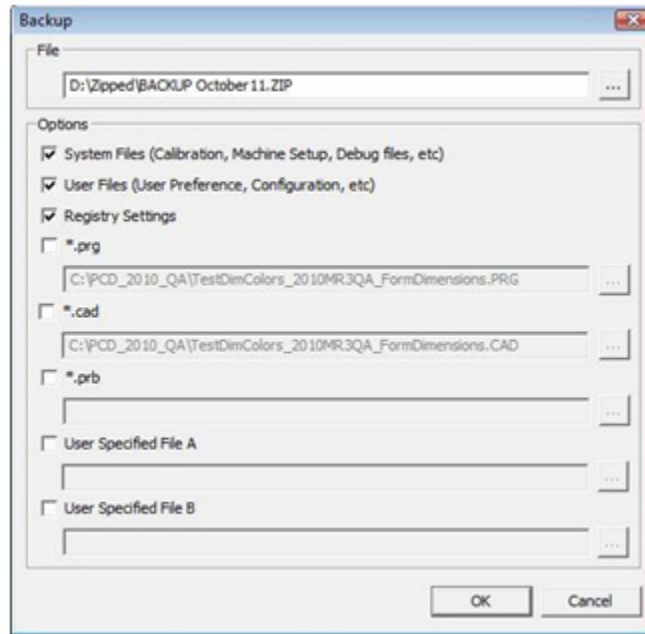 Backup
File
D:\Zipped\BACKUP October11.ZIP
...
Options
System Files (Calibration, Machine Setup, Debug files, etc)
User Files (User Preference, Configuration, etc)
Registry Settings
*.prg
C:\PCD_2010_QA\TestDimColors_2010MR3QA_FormDimensions.PRG
...
*.cad
C:\PCD_2010_QA\TestDimColors_2010MR3QA_FormDimensions.CAD
...
*.prb
...
User Specified File A
...
User Specified File B
...
OK Cancel